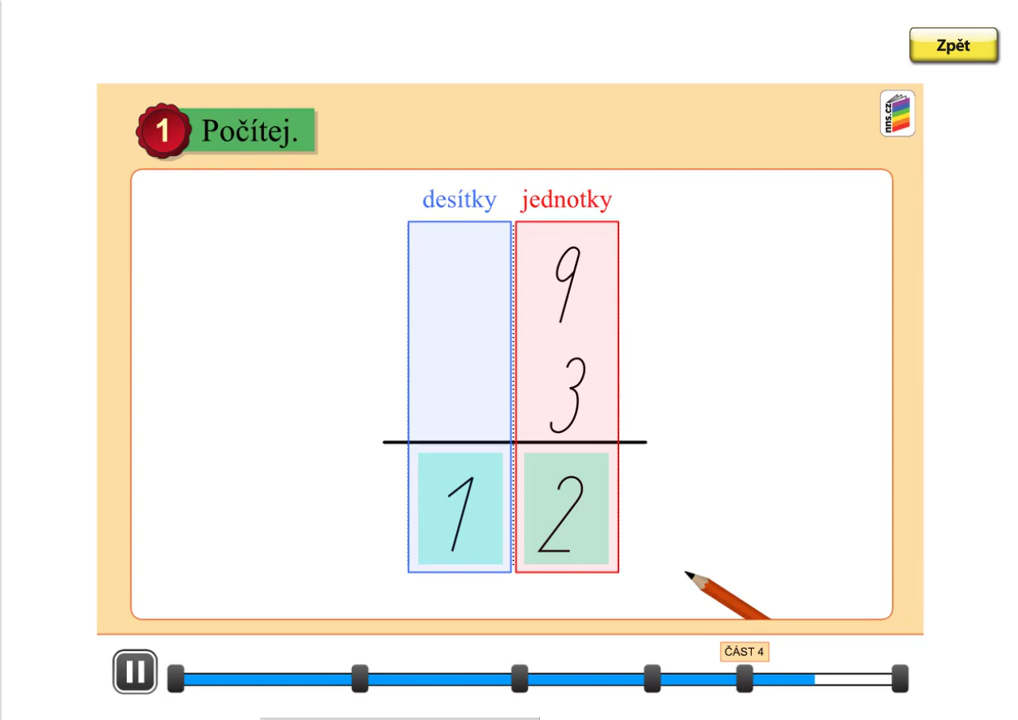 Zpět
1 Počítej.
nns.cz
desítky jednotky
9
3
1 2
ČÁST 4